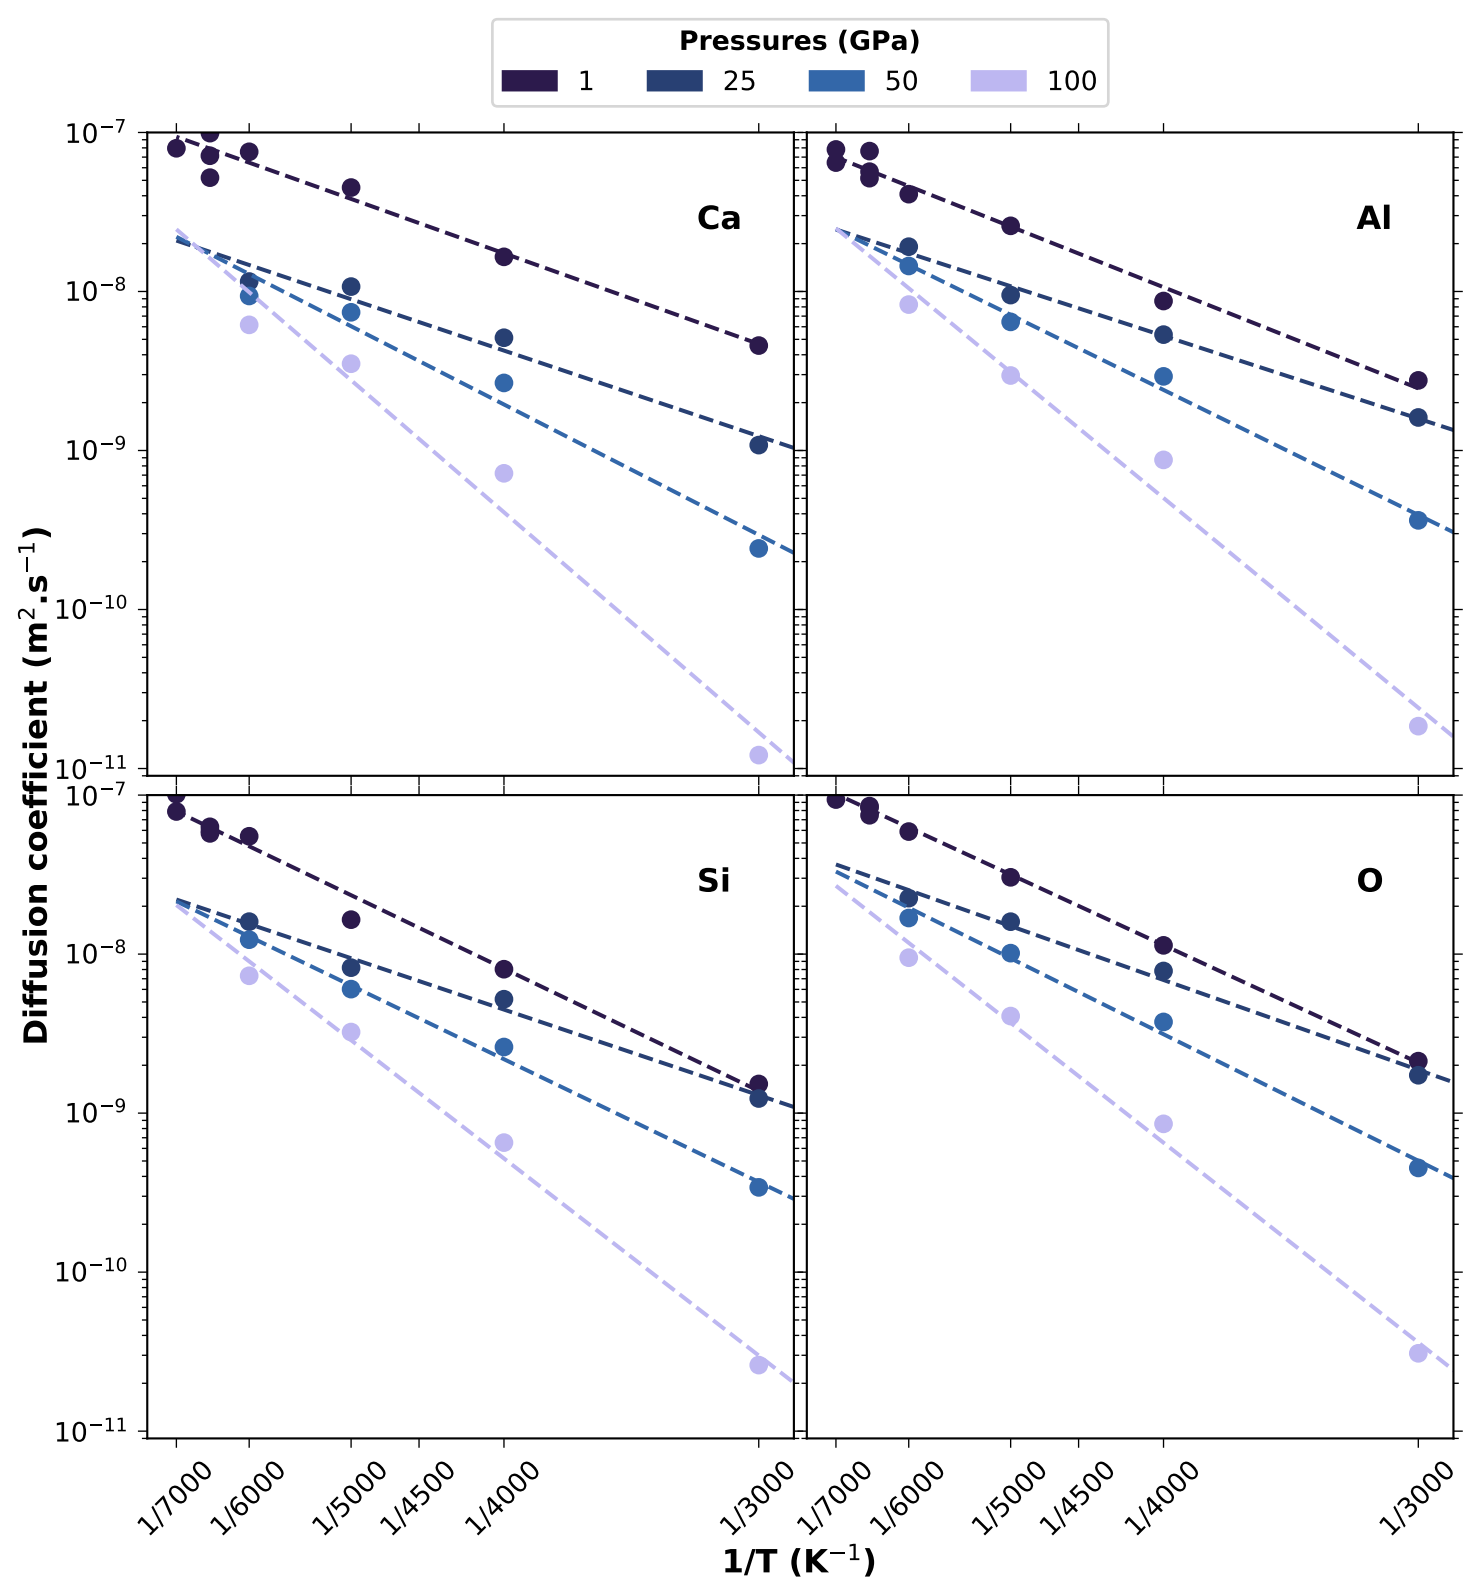 Pressures (GPa)
1 25 50 100
10⁻⁷
10⁻⁸
10⁻⁹
10⁻¹⁰
10⁻¹¹
Ca
Al
10⁻⁷
10⁻⁸
10⁻⁹
10⁻¹⁰
10⁻¹¹
Si
O
Diffusion coefficient (m².s⁻¹)
1/7000 1/6000 1/5000 1/4500 1/4000 1/3000
1/7000 1/6000 1/5000 1/4500 1/4000 1/3000
1/T (K⁻¹)